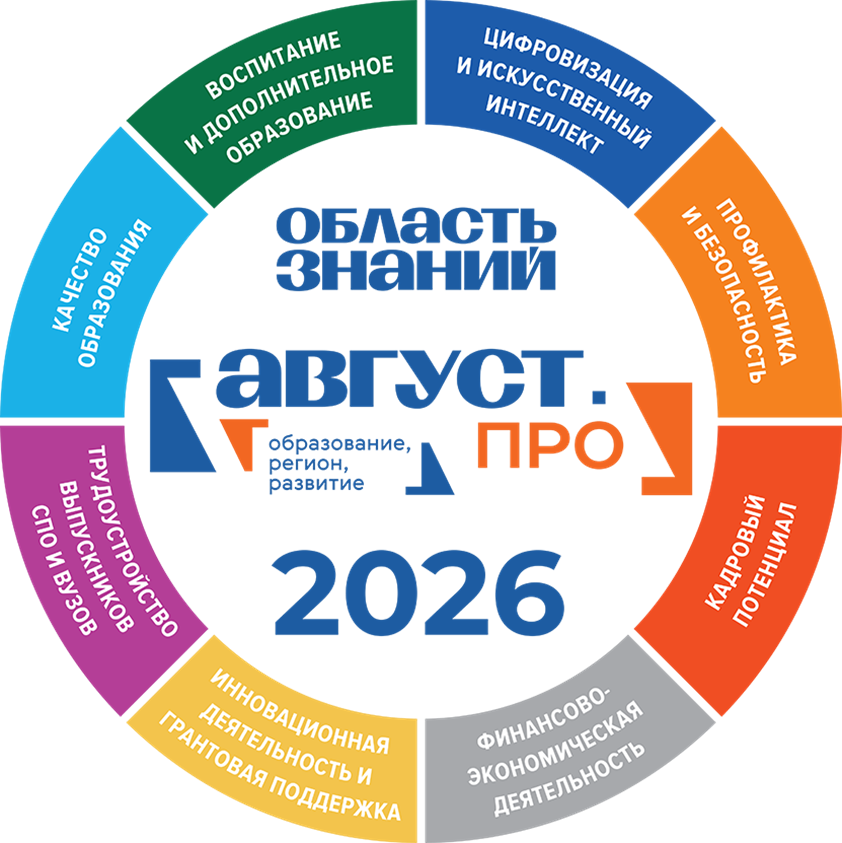 ВОСПИТАНИЕ
И ДОПОЛНИТЕЛЬНОЕ
ОБРАЗОВАНИЕ
ЦИФРОВИЗАЦИЯ
И ИСКУССТВЕННЫЙ
ИНТЕЛЛЕКТ
ПРОФИЛАКТИКА
И БЕЗОПАСНОСТЬ
КАДРОВЫЙ
ПОТЕНЦИАЛ
ФИНАНСОВО-
ЭКОНОМИЧЕСКАЯ
ДЕЯТЕЛЬНОСТЬ
ИННОВАЦИОННАЯ
ДЕЯТЕЛЬНОСТЬ И
ГРАНТОВАЯ ПОДДЕРЖКА
ТРУДОУСТРОЙСТВО
ВЫПУСКНИКОВ
СПО И ВУЗОВ
КАЧЕСТВО
ОБРАЗОВАНИЯ
ОБЛАСТЬ
ЗНАНИЙ
АВГУСТ.
ПРО
образование,
регион,
развитие
2026